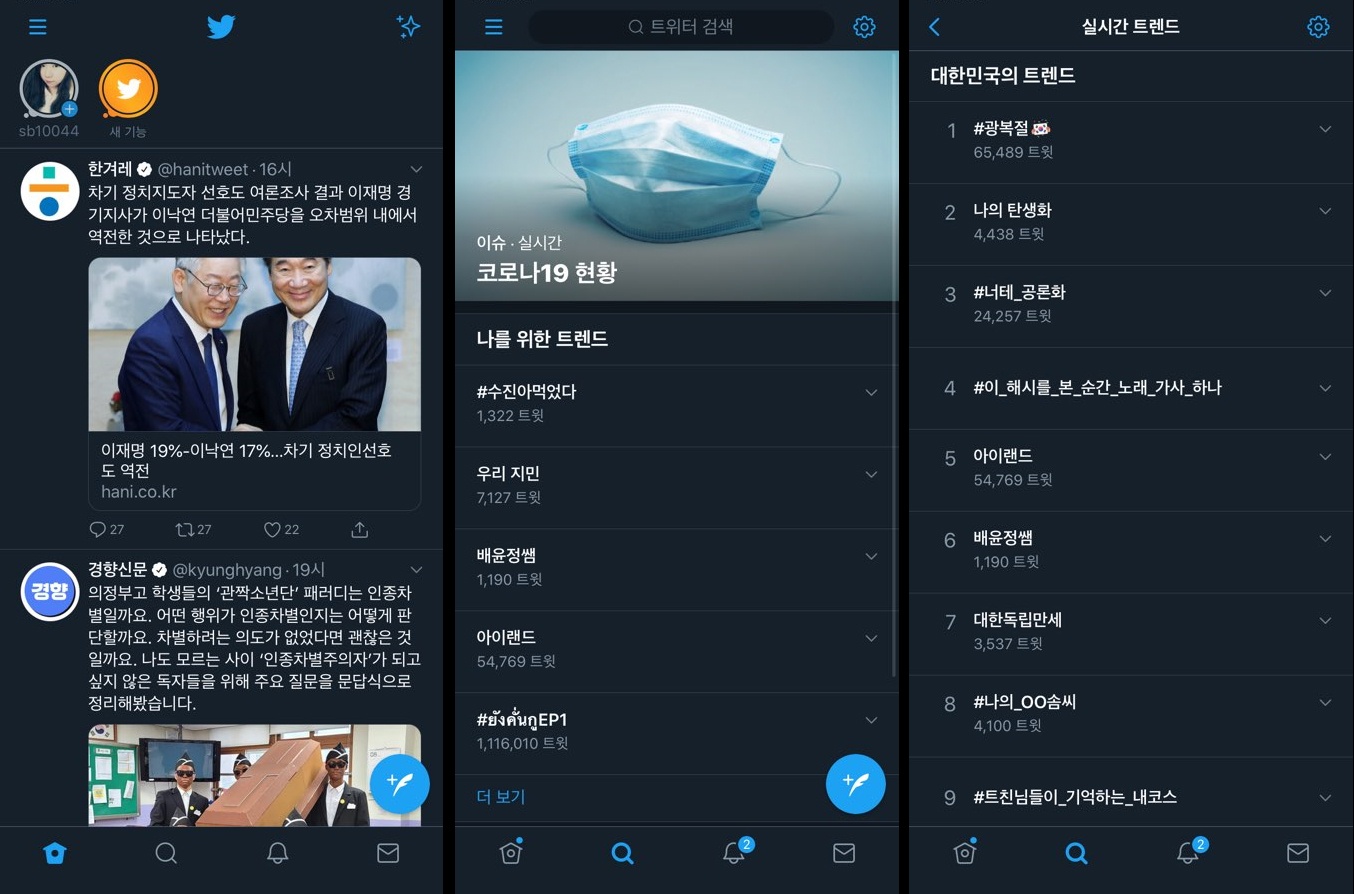 sb10044
새 기능
한겨레 @hanitweet · 16시
차기 정치지도자 선호도 여론조사 결과 이재명 경
기지사가 이낙연 더불어민주당을 오차범위 내에서
역전한 것으로 나타났다.
이재명 19%-이낙연 17%...차기 정치인선호
도 역전
hani.co.kr
27 27 22
경향
경향신문 @kyunghyang · 19시
의정부고 학생들의 ‘관짝소년단’ 패러디는 인종차
별일까요. 어떤 행위가 인종차별인지는 어떻게 판
단할까요. 차별하려는 의도가 없었다면 괜찮은 것
일까요. 나도 모르는 사이 ‘인종차별주의자’가 되고
싶지 않은 독자들을 위해 주요 질문을 문답식으로
정리해봤습니다.
트위터 검색
이슈 · 실시간
코로나19 현황
나를 위한 트렌드
#수진아먹었다
1,322 트윗
우리 지민
7,127 트윗
배윤정쌤
1,190 트윗
아이랜드
54,769 트윗
#ยังคั่นกูEP1
1,116,010 트윗
더 보기
2
실시간 트렌드
대한민국의 트렌드
1 #광복절
65,489 트윗
2 나의 탄생화
4,438 트윗
3 #너테_공론화
24,257 트윗
4 #이_해시를_본_순간_노래_가사_하나
5 아이랜드
54,769 트윗
6 배윤정쌤
1,190 트윗
7 대한독립만세
3,537 트윗
8 #나의_OO솜씨
4,100 트윗
9 #트친님들이_기억하는_내코스
2